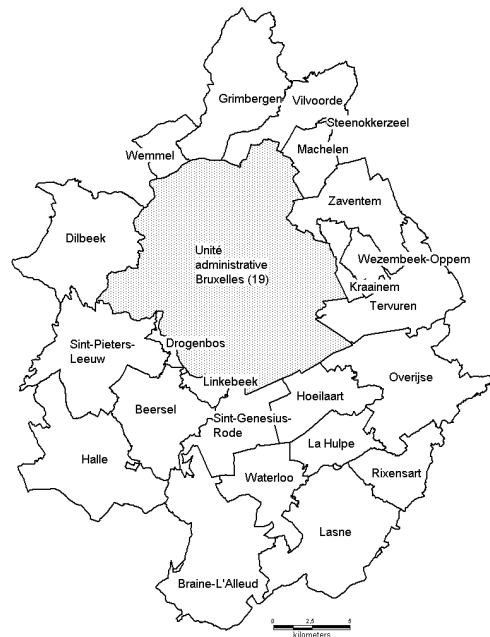 Grimbergen
Vilvoorde
Steenokkerzeel
Machelen
Wemmel
Zaventem
Dilbeek
Unité
administrative
Bruxelles (19)
Wezembeek-Oppem
Kraainem
Tervuren
Drogenbos
Sint-Pieters-
Leeuw
Overijse
Linkebeek
Hoeilaart
Beersel
Sint-Genesius-
Rode
La Hulpe
Halle
Waterloo
Rixensart
Lasne
Braine-L'Alleud
0 2,5 5
kilometers